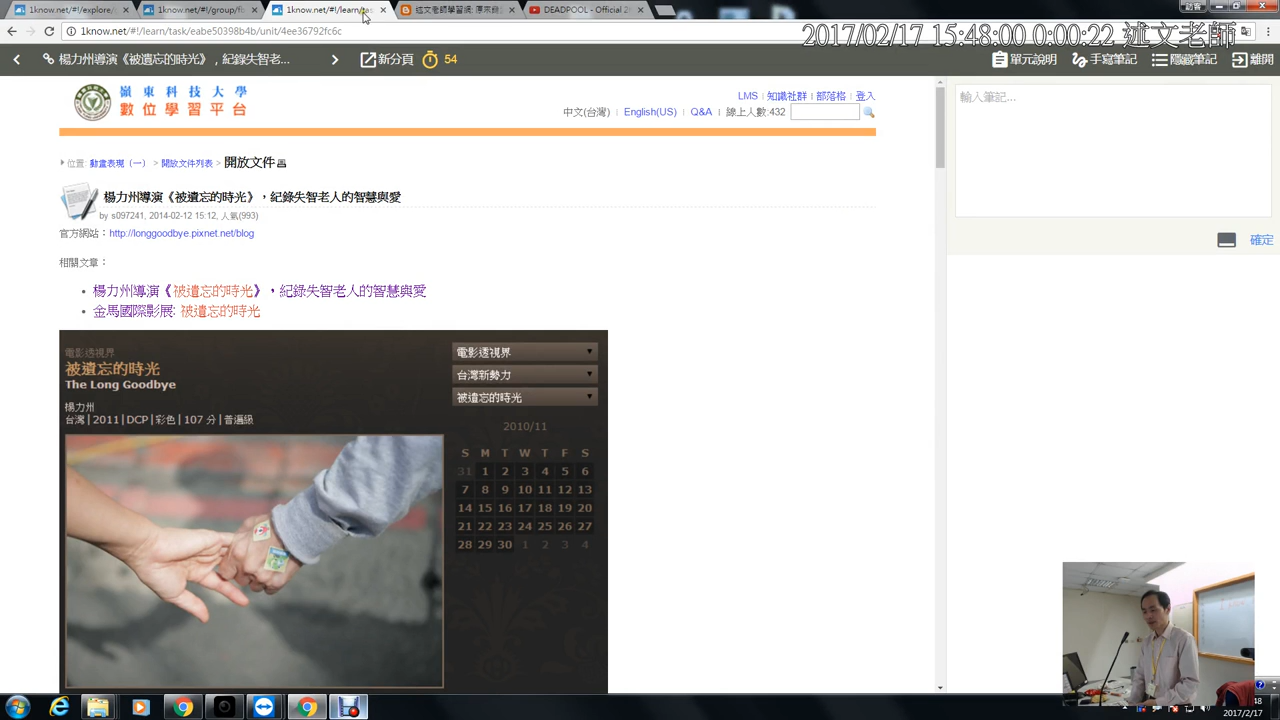 1know.net/#!/explore/
1know.net/#!/group/f
1know.net/#!/learn/tas
述文老師學習網: 原來發
DEADPOOL - Official 20
訪客
1know.net/#!/learn/task/eabe50398b4b/unit/4ee36792fc6c
2017/02/17 15:48:00 0:00:22 述文老師
楊力州導演《被遺忘的時光》，紀錄失智老...
新分頁
54
單元說明
手寫筆記
隱藏筆記
離開
嶺東科技大學
數位學習平台
LMS | 知識社群 | 部落格 | 登入
中文(台灣) | English(US) | Q&A | 線上人數:432
輸入筆記...
確定
位置: 動畫表現（一） > 開放文件列表 > 開放文件
楊力州導演《被遺忘的時光》，紀錄失智老人的智慧與愛
by s097241, 2014-02-12 15:12, 人氣(993)
官方網站：http://longgoodbye.pixnet.net/blog
相關文章：
楊力州導演《被遺忘的時光》，紀錄失智老人的智慧與愛
金馬國際影展: 被遺忘的時光
電影透視界
被遺忘的時光
The Long Goodbye
楊力州
台灣 | 2011 | DCP | 彩色 | 107 分 | 普遍級
電影透視界
台灣新勢力
被遺忘的時光
2010/11
S M T W T F S
31 1 2 3 4 5 6
7 8 9 10 11 12 13
14 15 16 17 18 19 20
21 22 23 24 25 26 27
28 29 30 1 2 3 4
2017/2/17